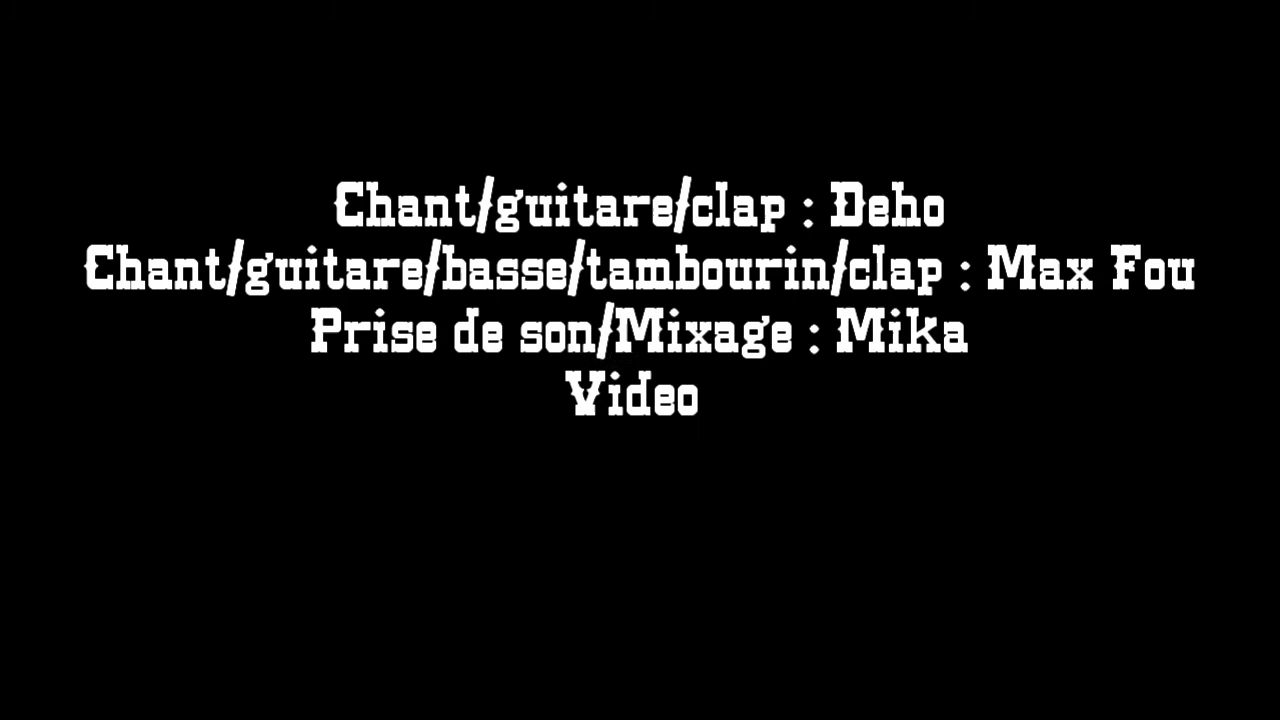 Chant/guitare/clap : Deho
Chant/guitare/basse/tambourin/clap : Max Fou
Prise de son/Mixage : Mika
Video